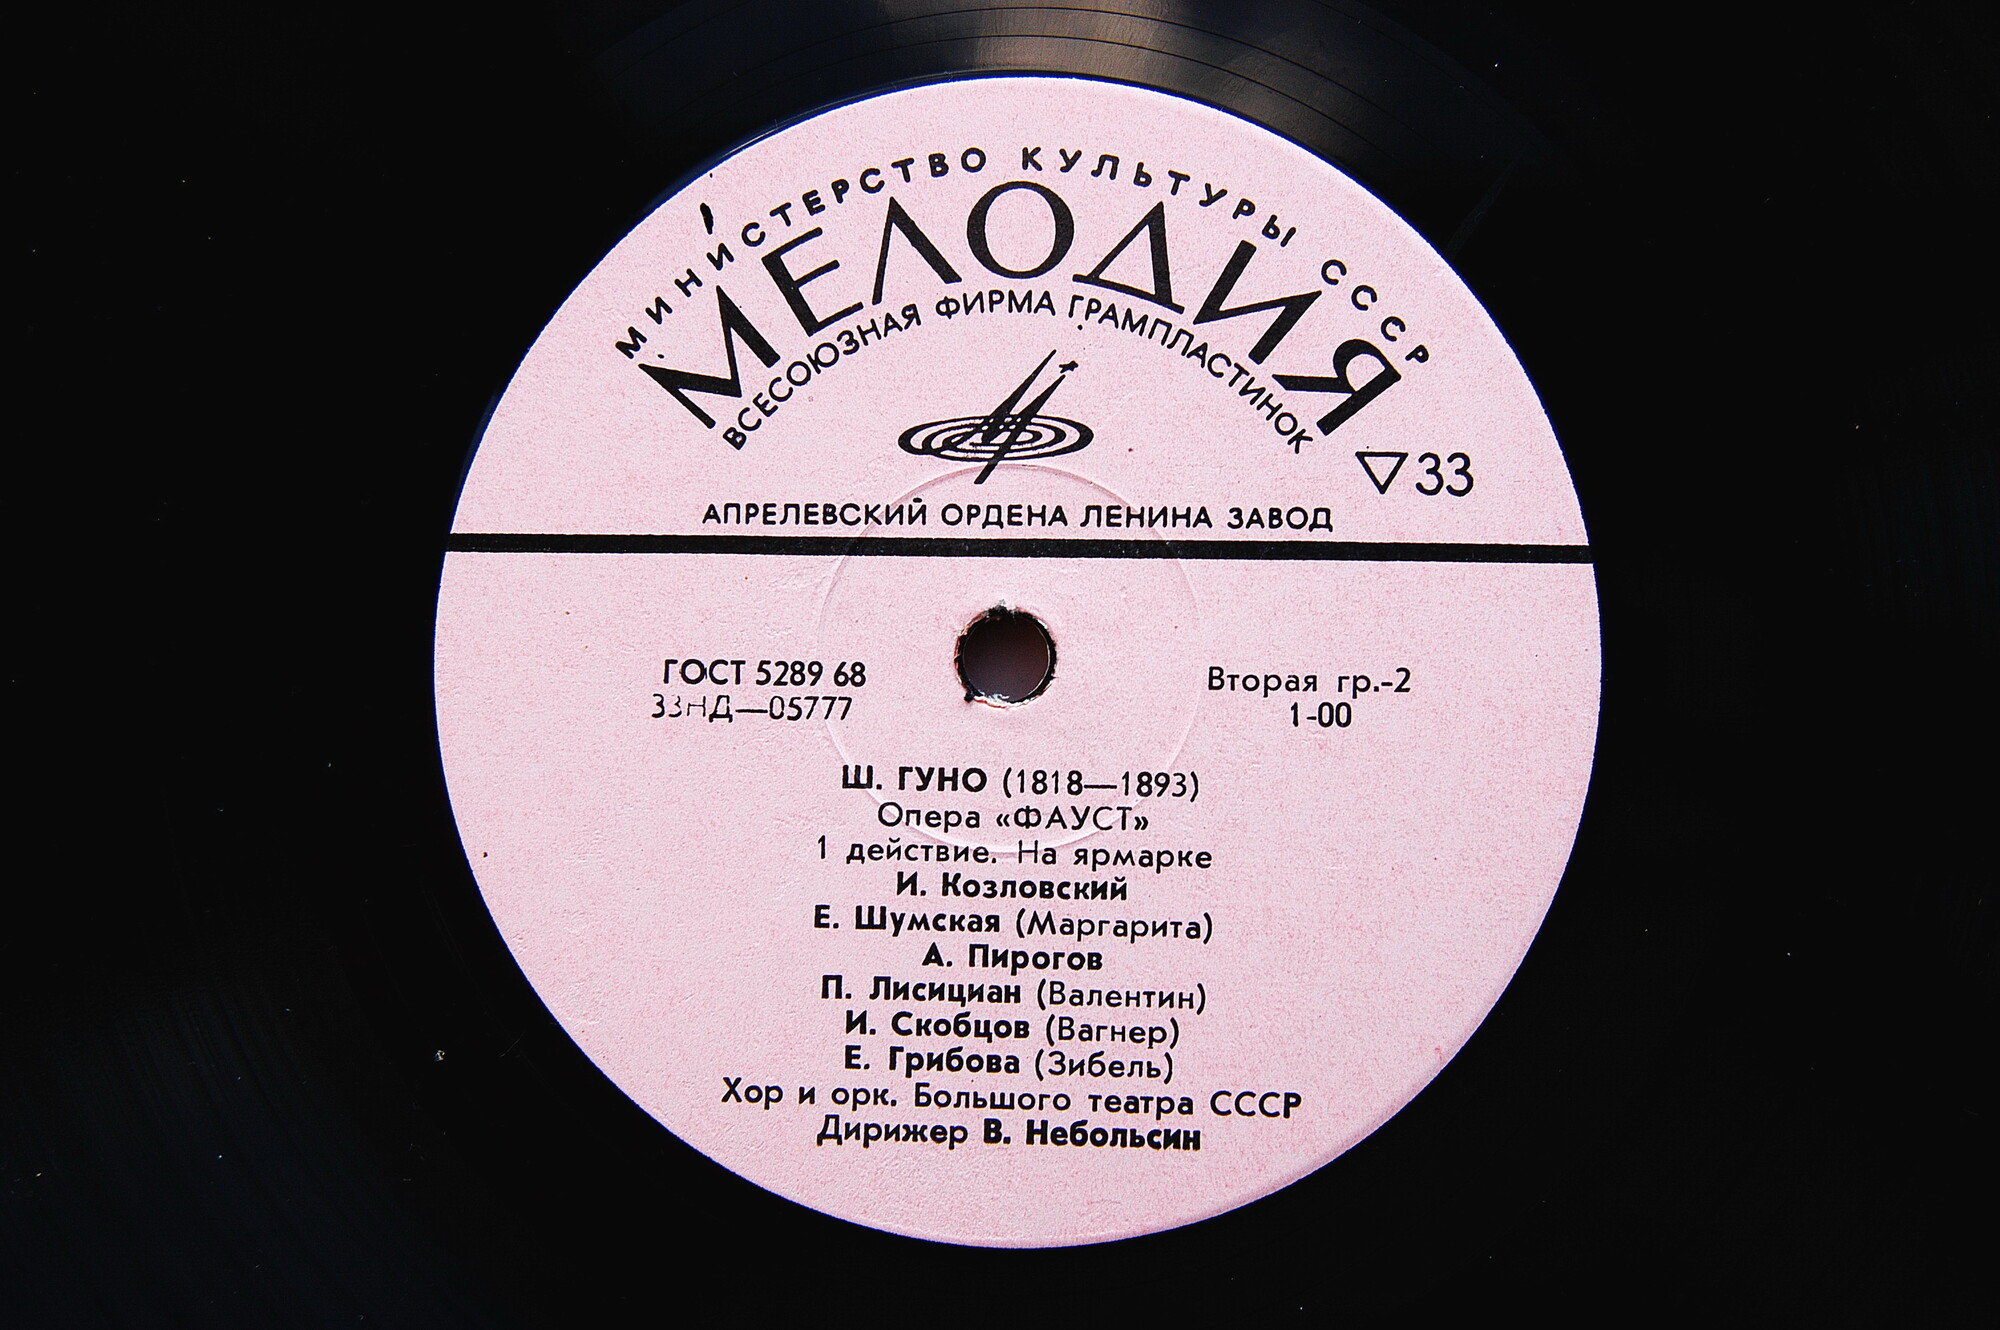 МИНИСТЕРСТВО КУЛЬТУРЫ СССР
МЕЛОДИЯ
ВСЕСОЮЗНАЯ ФИРМА ГРАМПЛАСТИНОК
▽33
АПРЕЛЕВСКИЙ ОРДЕНА ЛЕНИНА ЗАВОД
ГОСТ 5289 68
33НД—05777
Вторая гр.-2
1-00
Ш. ГУНО (1818—1893)
Опера «ФАУСТ»
1 действие. На ярмарке
И. Козловский
Е. Шумская (Маргарита)
А. Пирогов
П. Лисициан (Валентин)
И. Скобцов (Вагнер)
Е. Грибова (Зибель)
Хор и орк. Большого театра СССР
Дирижер В. Небольсин